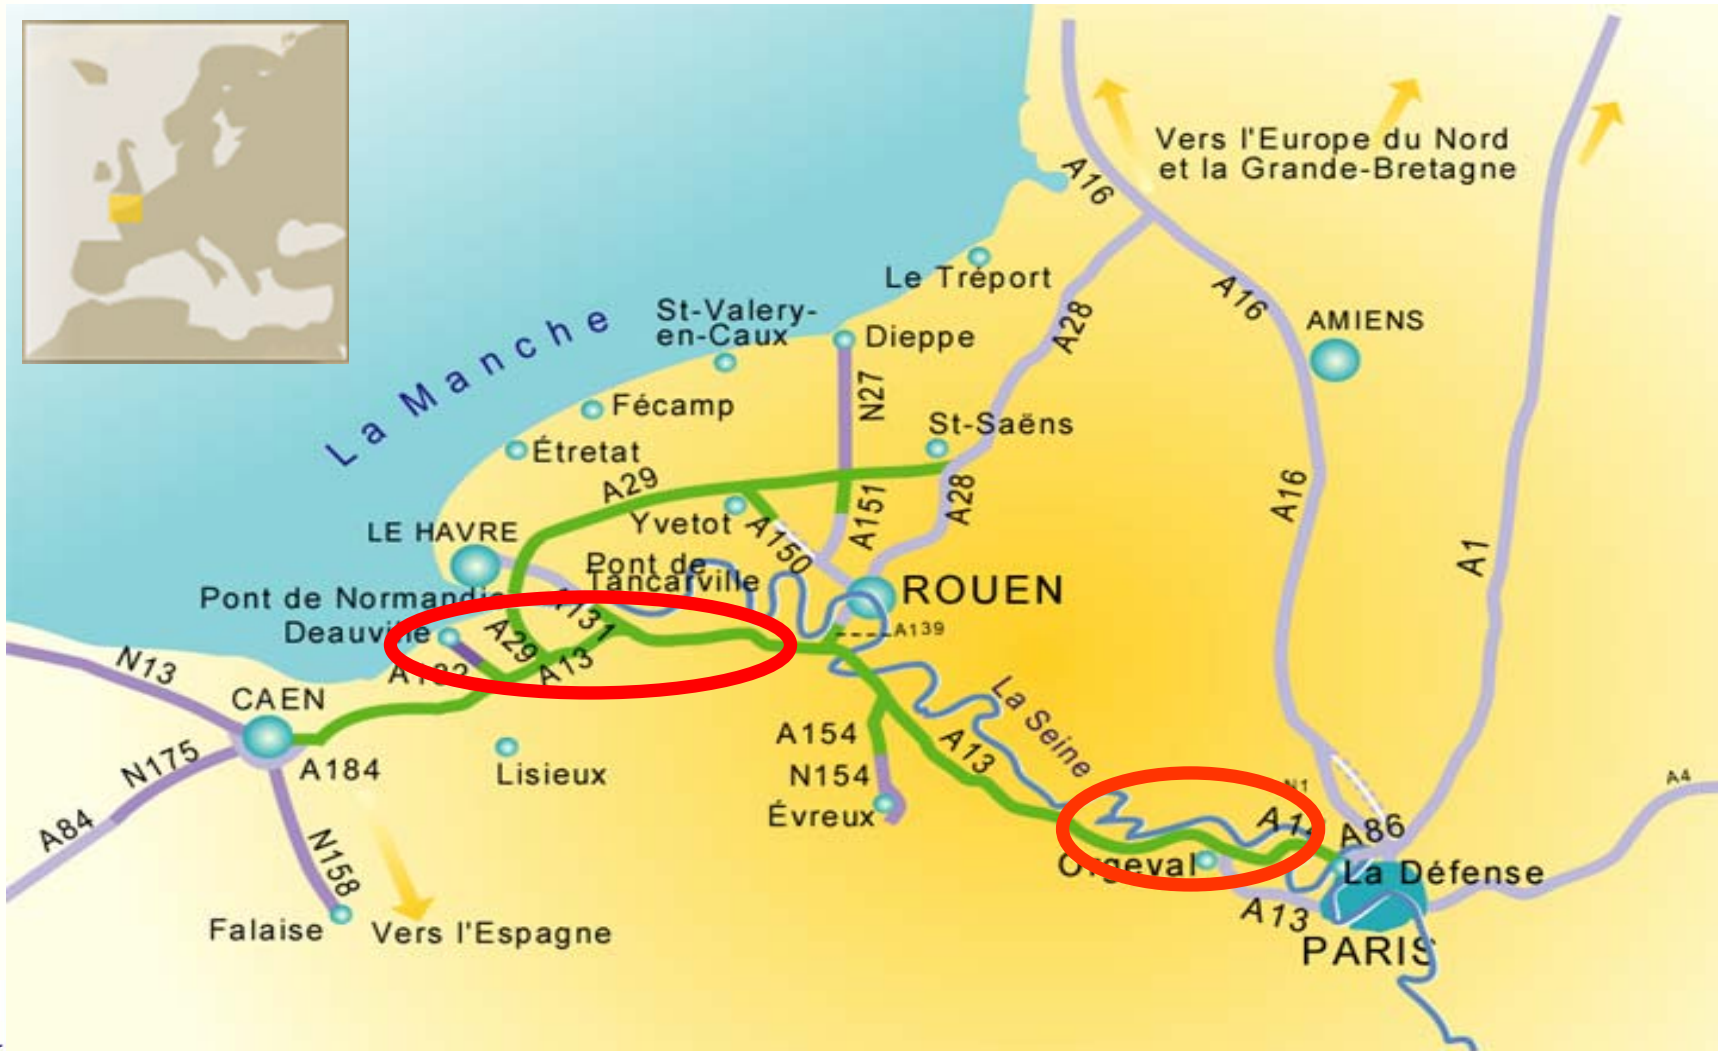 Vers l'Europe du Nord
et la Grande-Bretagne
A16
Le Tréport
A16
St-Valery-
en-Caux
La Manche
Dieppe
A28
AMIENS
N27
Fécamp
St-Saëns
Étretat
A29
A28
A16
A151
A1
Yvetot
A150
LE HAVRE
Pont de
Tancarville
ROUEN
Pont de Normandie
Deauville
A131
A139
A29
A13
N13
CAEN
La Seine
A154
A13
N175
A184
Lisieux
N154
Évreux
N1
A4
A84
N158
A86
Orgeval
La Défense
A13
Falaise
Vers l'Espagne
PARIS